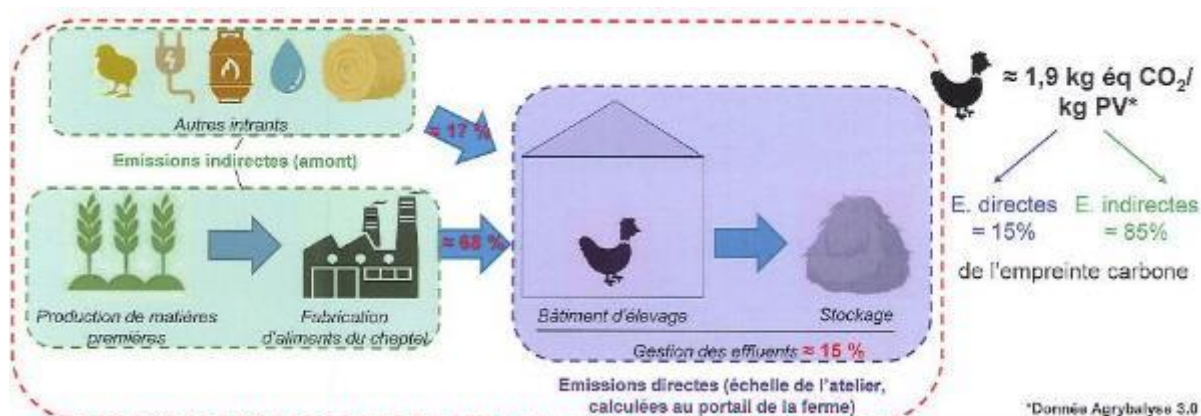 Autres intrants
≈ 17 %
Emissions indirectes (amont)
≈ 68 %
Production de matières
premières
Fabrication
d'aliments du cheptel
Bâtiment d'élevage
Stockage
Gestion des effluents ≈ 15 %
Emissions directes (échelle de l'atelier,
calculées au portail de la ferme)
≈ 1,9 kg éq CO₂/
kg PV*
E. directes
= 15%
E. indirectes
= 85%
de l'empreinte carbone
*Donnée Agrybalyse 3,0